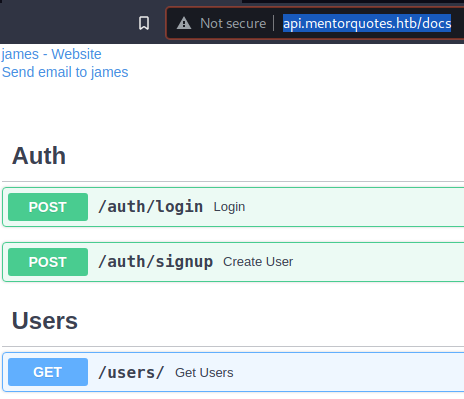 Not secure | api.mentorquotes.htb/docs
james - Website
Send email to james
Auth
POST /auth/login Login
POST /auth/signup Create User
Users
GET /users/ Get Users